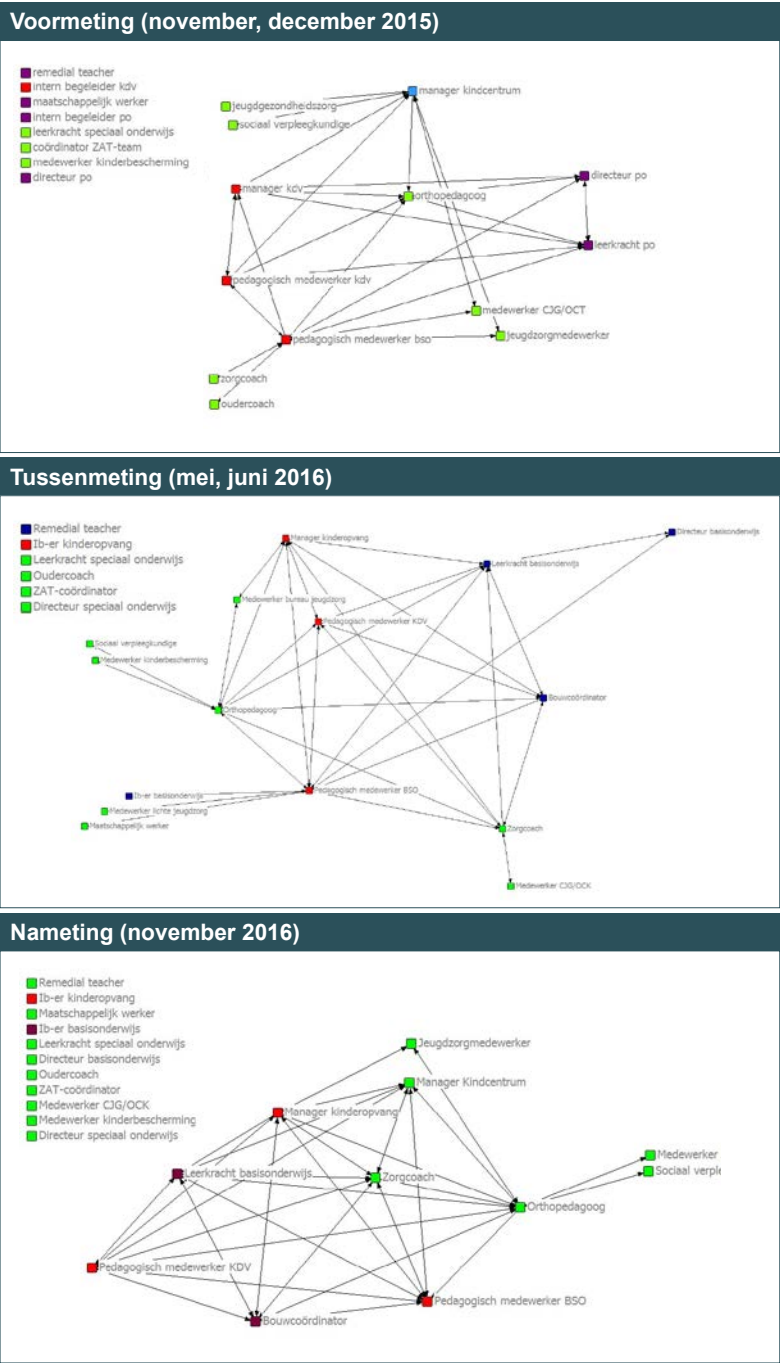 Voormeting (november, december 2015)
remedial teacher
intern begeleider kdv
maatschappelijk werker
intern begeleider po
leerkracht speciaal onderwijs
coördinator ZAT-team
medewerker kinderbescherming
directeur po
manager kindcentrum
jeugdgezondheidszorg
sociaal verpleegkundige
directeur po
manager kdv
orthopedagoog
leerkracht po
pedagogisch medewerker kdv
medewerker CJG/OCT
jeugdzorgmedewerker
pedagogisch medewerker bso
zorgcoach
oudercoach
Tussenmeting (mei, juni 2016)
Remedial teacher
Ib-er kinderopvang
Leerkracht speciaal onderwijs
Oudercoach
ZAT-coördinator
Directeur speciaal onderwijs
Directeur basisonderwijs
Manager kinderopvang
Leerkracht basisonderwijs
Medewerker bureau jeugdzorg
Pedagogisch medewerker KDV
Sociaal verpleegkundige
Medewerker kinderbescherming
Bouwcoördinator
Orthopedagoog
Pedagogisch medewerker BSO
Ib-er basisonderwijs
Medewerker lichte jeugdzorg
Maatschappelijk werker
Zorgcoach
Medewerker CJG/OCK
Nameting (november 2016)
Remedial teacher
Ib-er kinderopvang
Maatschappelijk werker
Ib-er basisonderwijs
Leerkracht speciaal onderwijs
Directeur basisonderwijs
Oudercoach
ZAT-coördinator
Medewerker CJG/OCK
Medewerker kinderbescherming
Directeur speciaal onderwijs
Jeugdzorgmedewerker
Manager Kindcentrum
Manager kinderopvang
Medewerker
Sociaal verple
Leerkracht basisonderwijs
Zorgcoach
Orthopedagoog
Pedagogisch medewerker KDV
Pedagogisch medewerker BSO
Bouwcoördinator